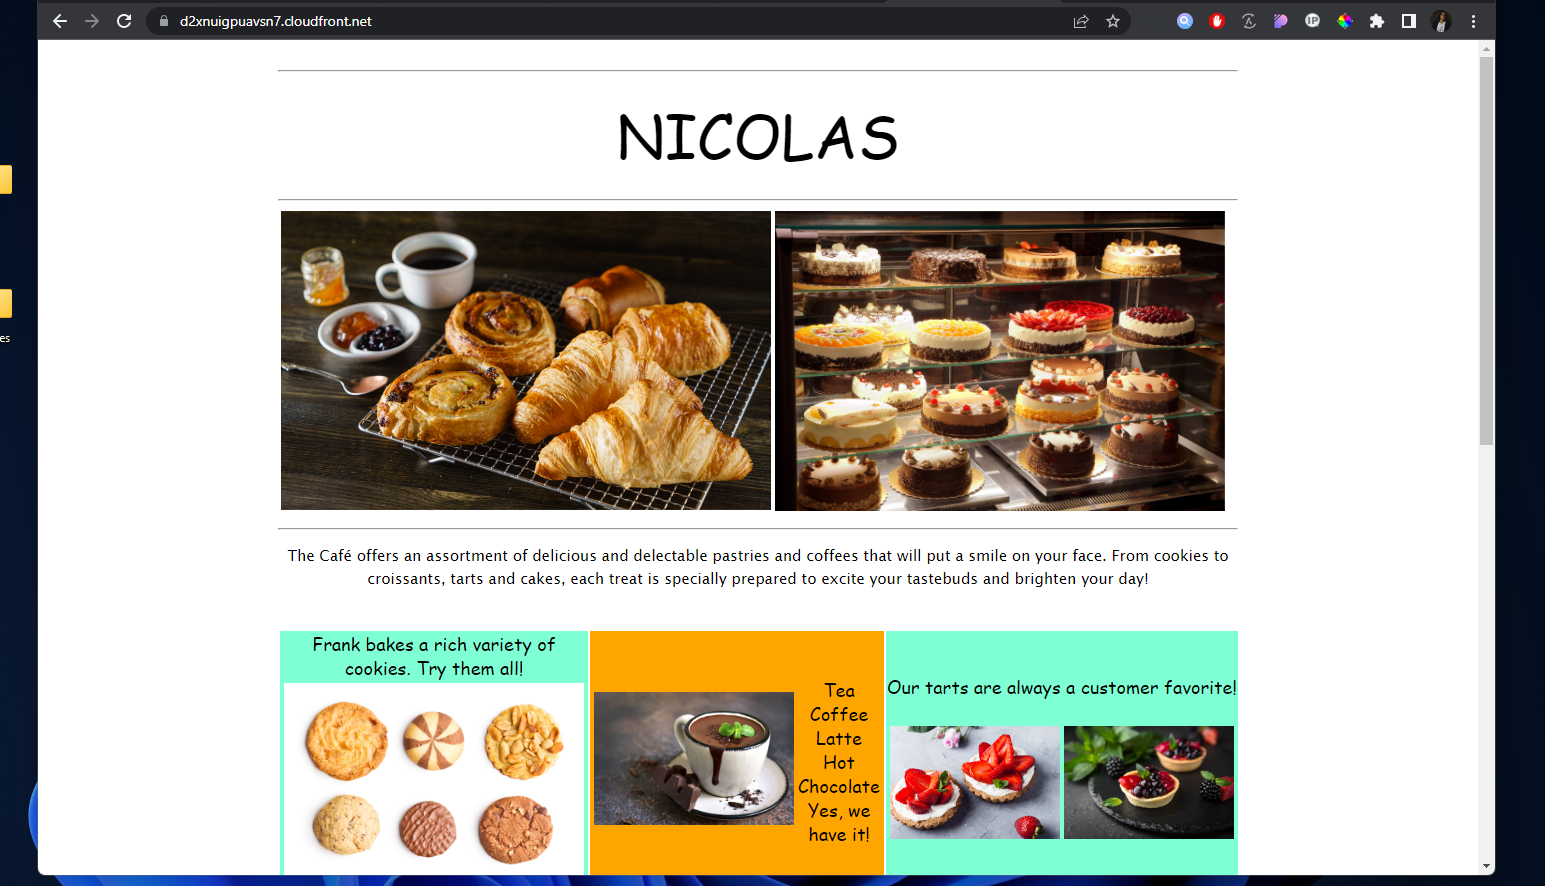 d2xnuigpuavsn7.cloudfront.net
NICOLAS
es
The Café offers an assortment of delicious and delectable pastries and coffees that will put a smile on your face. From cookies to
croissants, tarts and cakes, each treat is specially prepared to excite your tastebuds and brighten your day!
Frank bakes a rich variety of
cookies. Try them all!
Tea
Coffee
Latte
Hot
Chocolate
Yes, we
have it!
Our tarts are always a customer favorite!